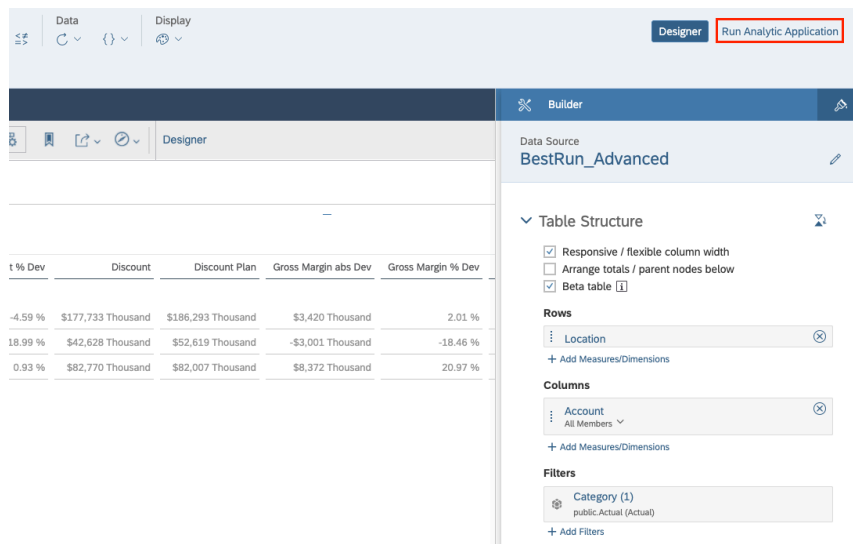 Data
Display
Designer
Run Analytic Application
Builder
Designer
Data Source
BestRun_Advanced
Table Structure
Responsive / flexible column width
Arrange totals / parent nodes below
Beta table
t % Dev Discount Discount Plan Gross Margin abs Dev Gross Margin % Dev
-4.59 % $177,733 Thousand $186,293 Thousand $3,420 Thousand 2.01 %
18.99 % $42,628 Thousand $52,619 Thousand -$3,001 Thousand -18.46 %
0.93 % $82,770 Thousand $82,007 Thousand $8,372 Thousand 20.97 %
Rows
Location
+ Add Measures/Dimensions
Columns
Account
All Members
+ Add Measures/Dimensions
Filters
Category (1)
public.Actual (Actual)
+ Add Filters